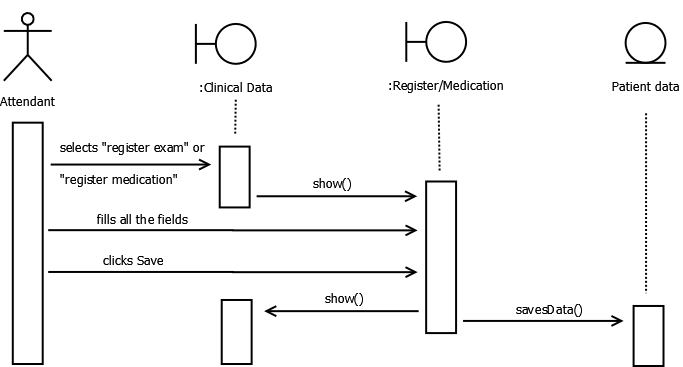 Attendant
:Clinical Data
:Register/Medication
Patient data
selects "register exam" or
"register medication"
show()
fills all the fields
clicks Save
show()
savesData()